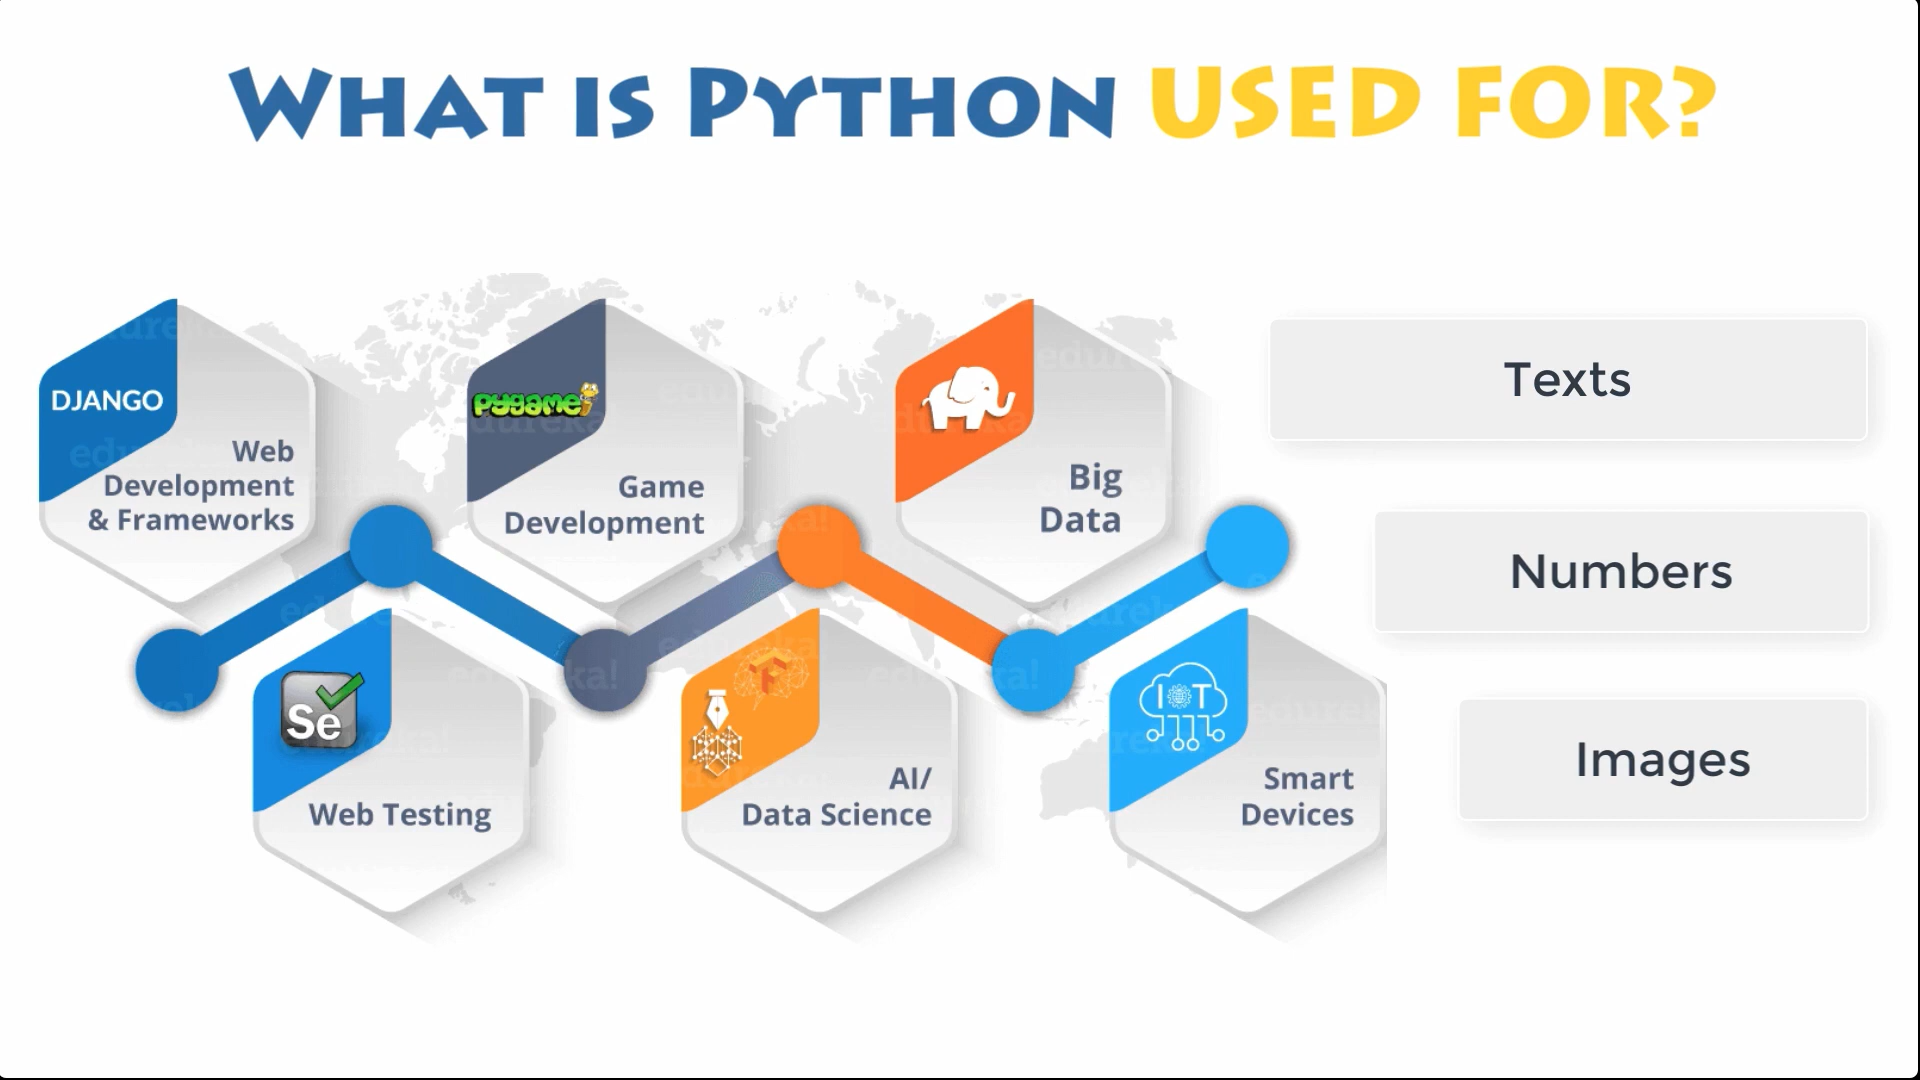 WHAT IS PYTHON USED FOR?
DJANGO
Web
Development
& Frameworks
pygame
Game
Development
Big
Data
Se
Web Testing
AI/
Data Science
IOT
Smart
Devices
Texts
Numbers
Images
edureka!